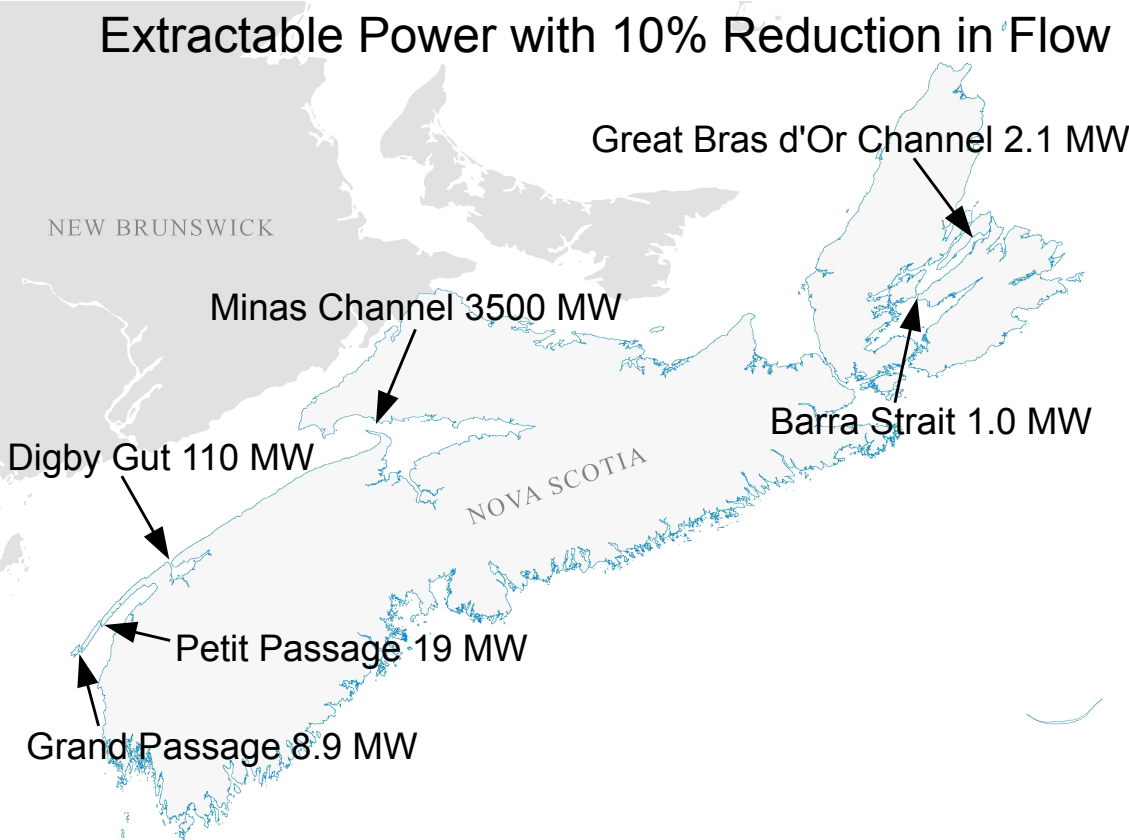 Extractable Power with 10% Reduction in Flow
Great Bras d'Or Channel 2.1 MW
NEW BRUNSWICK
Minas Channel 3500 MW
Barra Strait 1.0 MW
Digby Gut 110 MW
NOVA SCOTIA
Petit Passage 19 MW
Grand Passage 8.9 MW